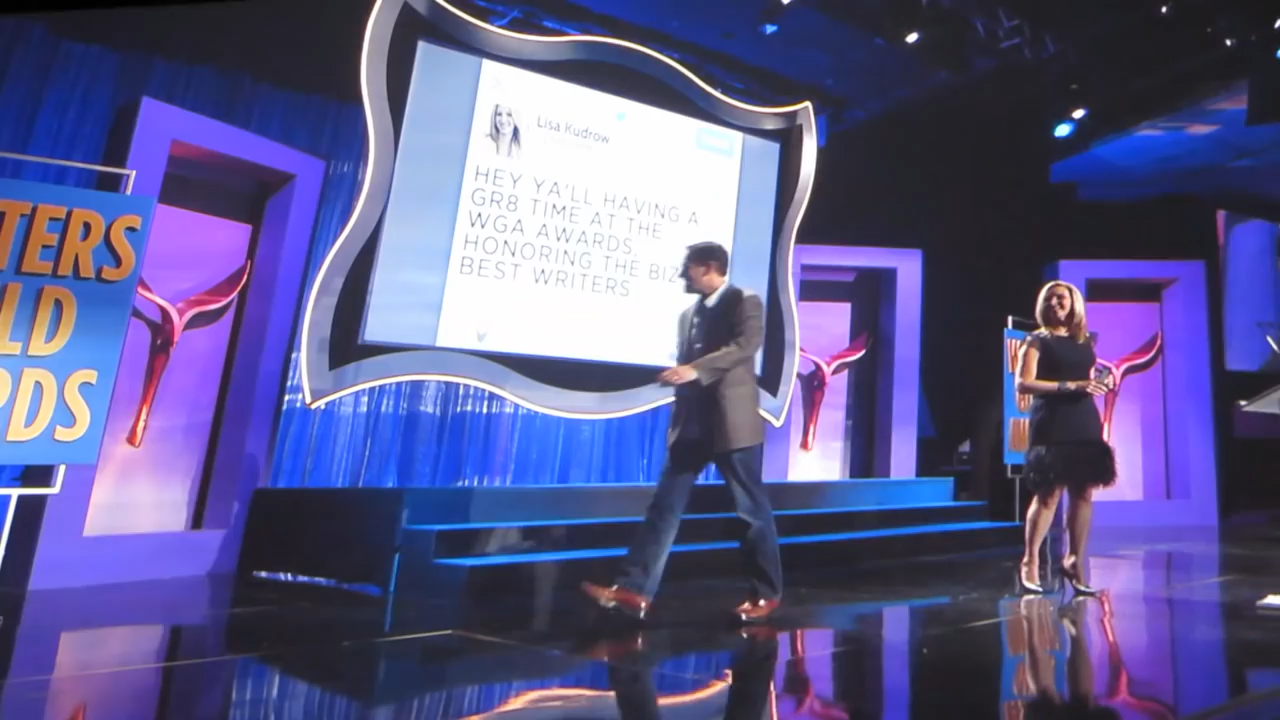 TERS
LD
RDS
Lisa Kudrow
HEY YA'LL HAVING A
GR8 TIME AT THE
WGA AWARDS,
HONORING THE BIZ
BEST WRITERS